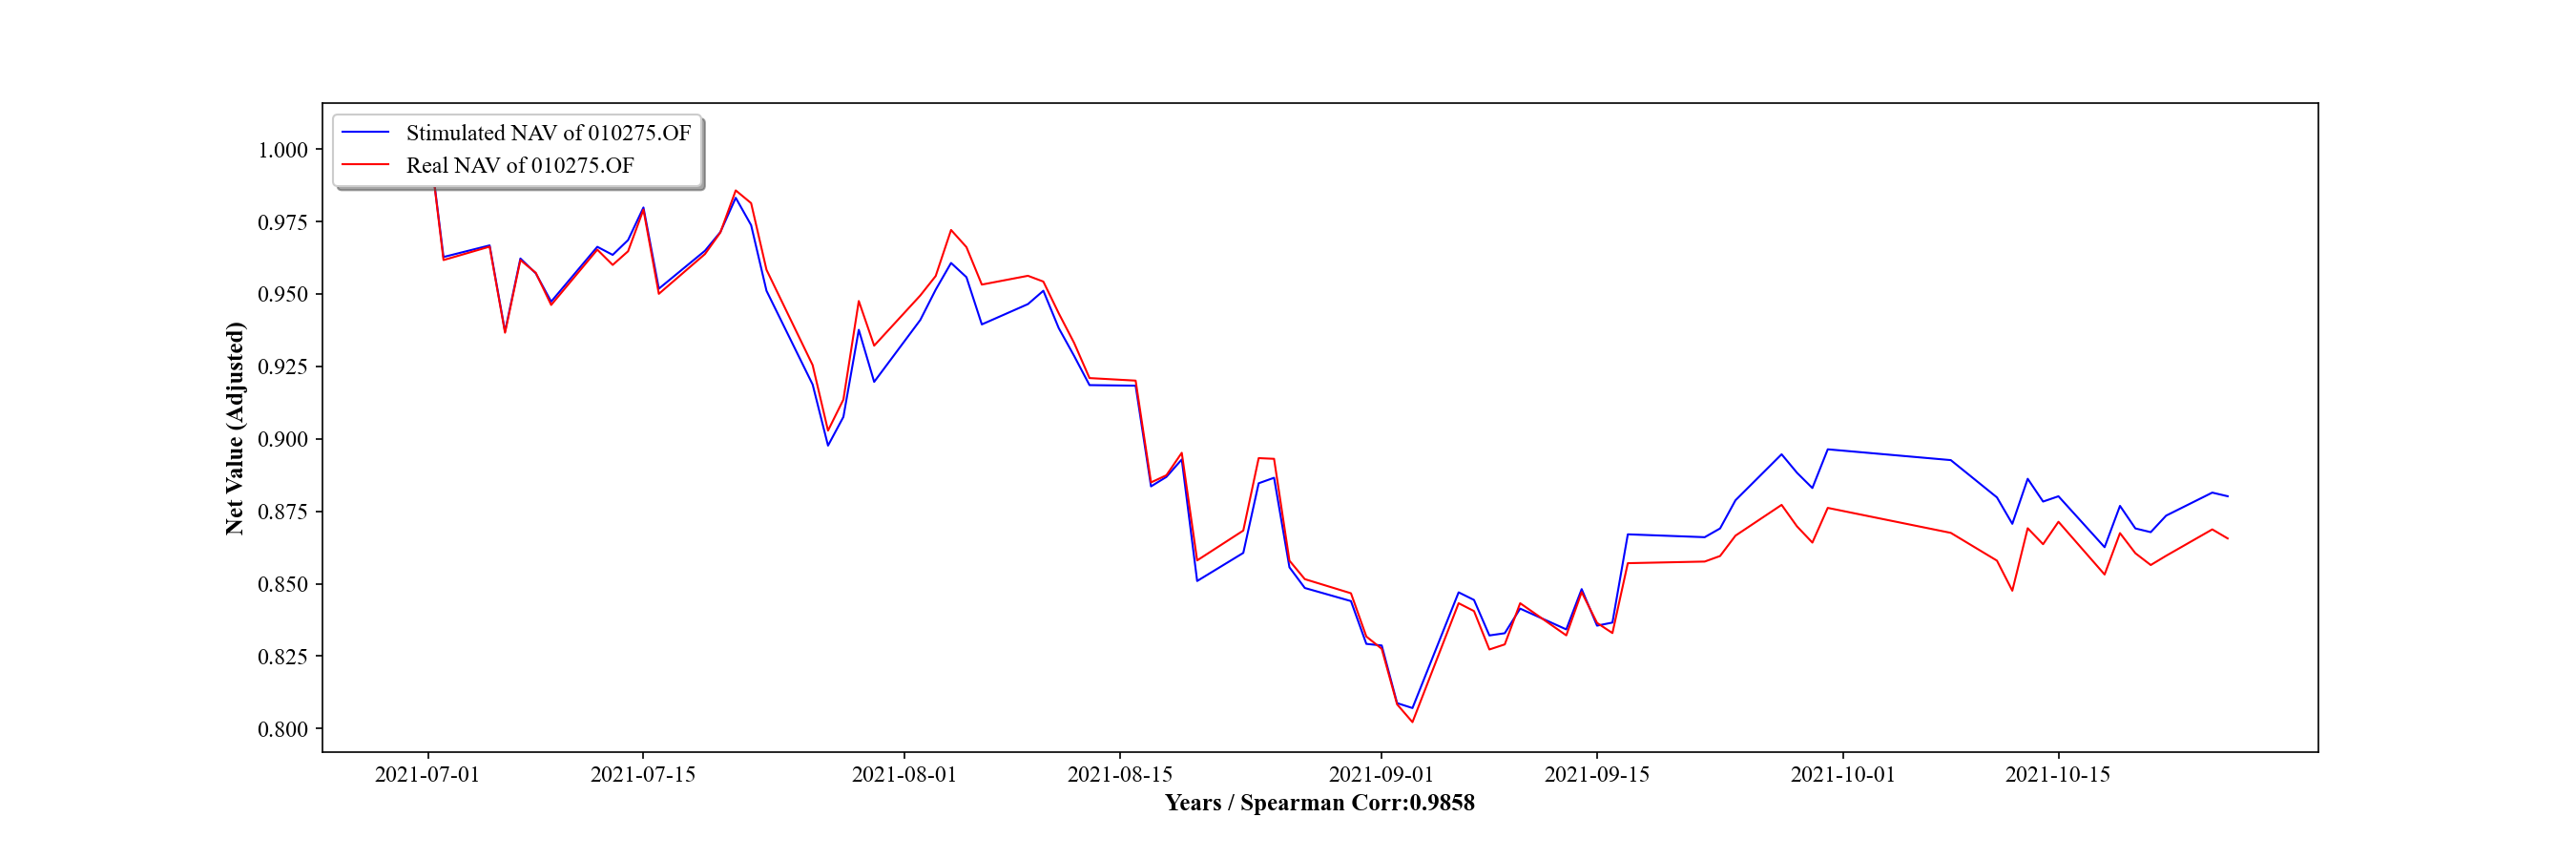 Stimulated NAV of 010275.OF
Real NAV of 010275.OF
1.000
0.975
0.950
0.925
0.900
0.875
0.850
0.825
0.800
Net Value (Adjusted)
2021-07-01 2021-07-15 2021-08-01 2021-08-15 2021-09-01 2021-09-15 2021-10-01 2021-10-15
Years / Spearman Corr:0.9858